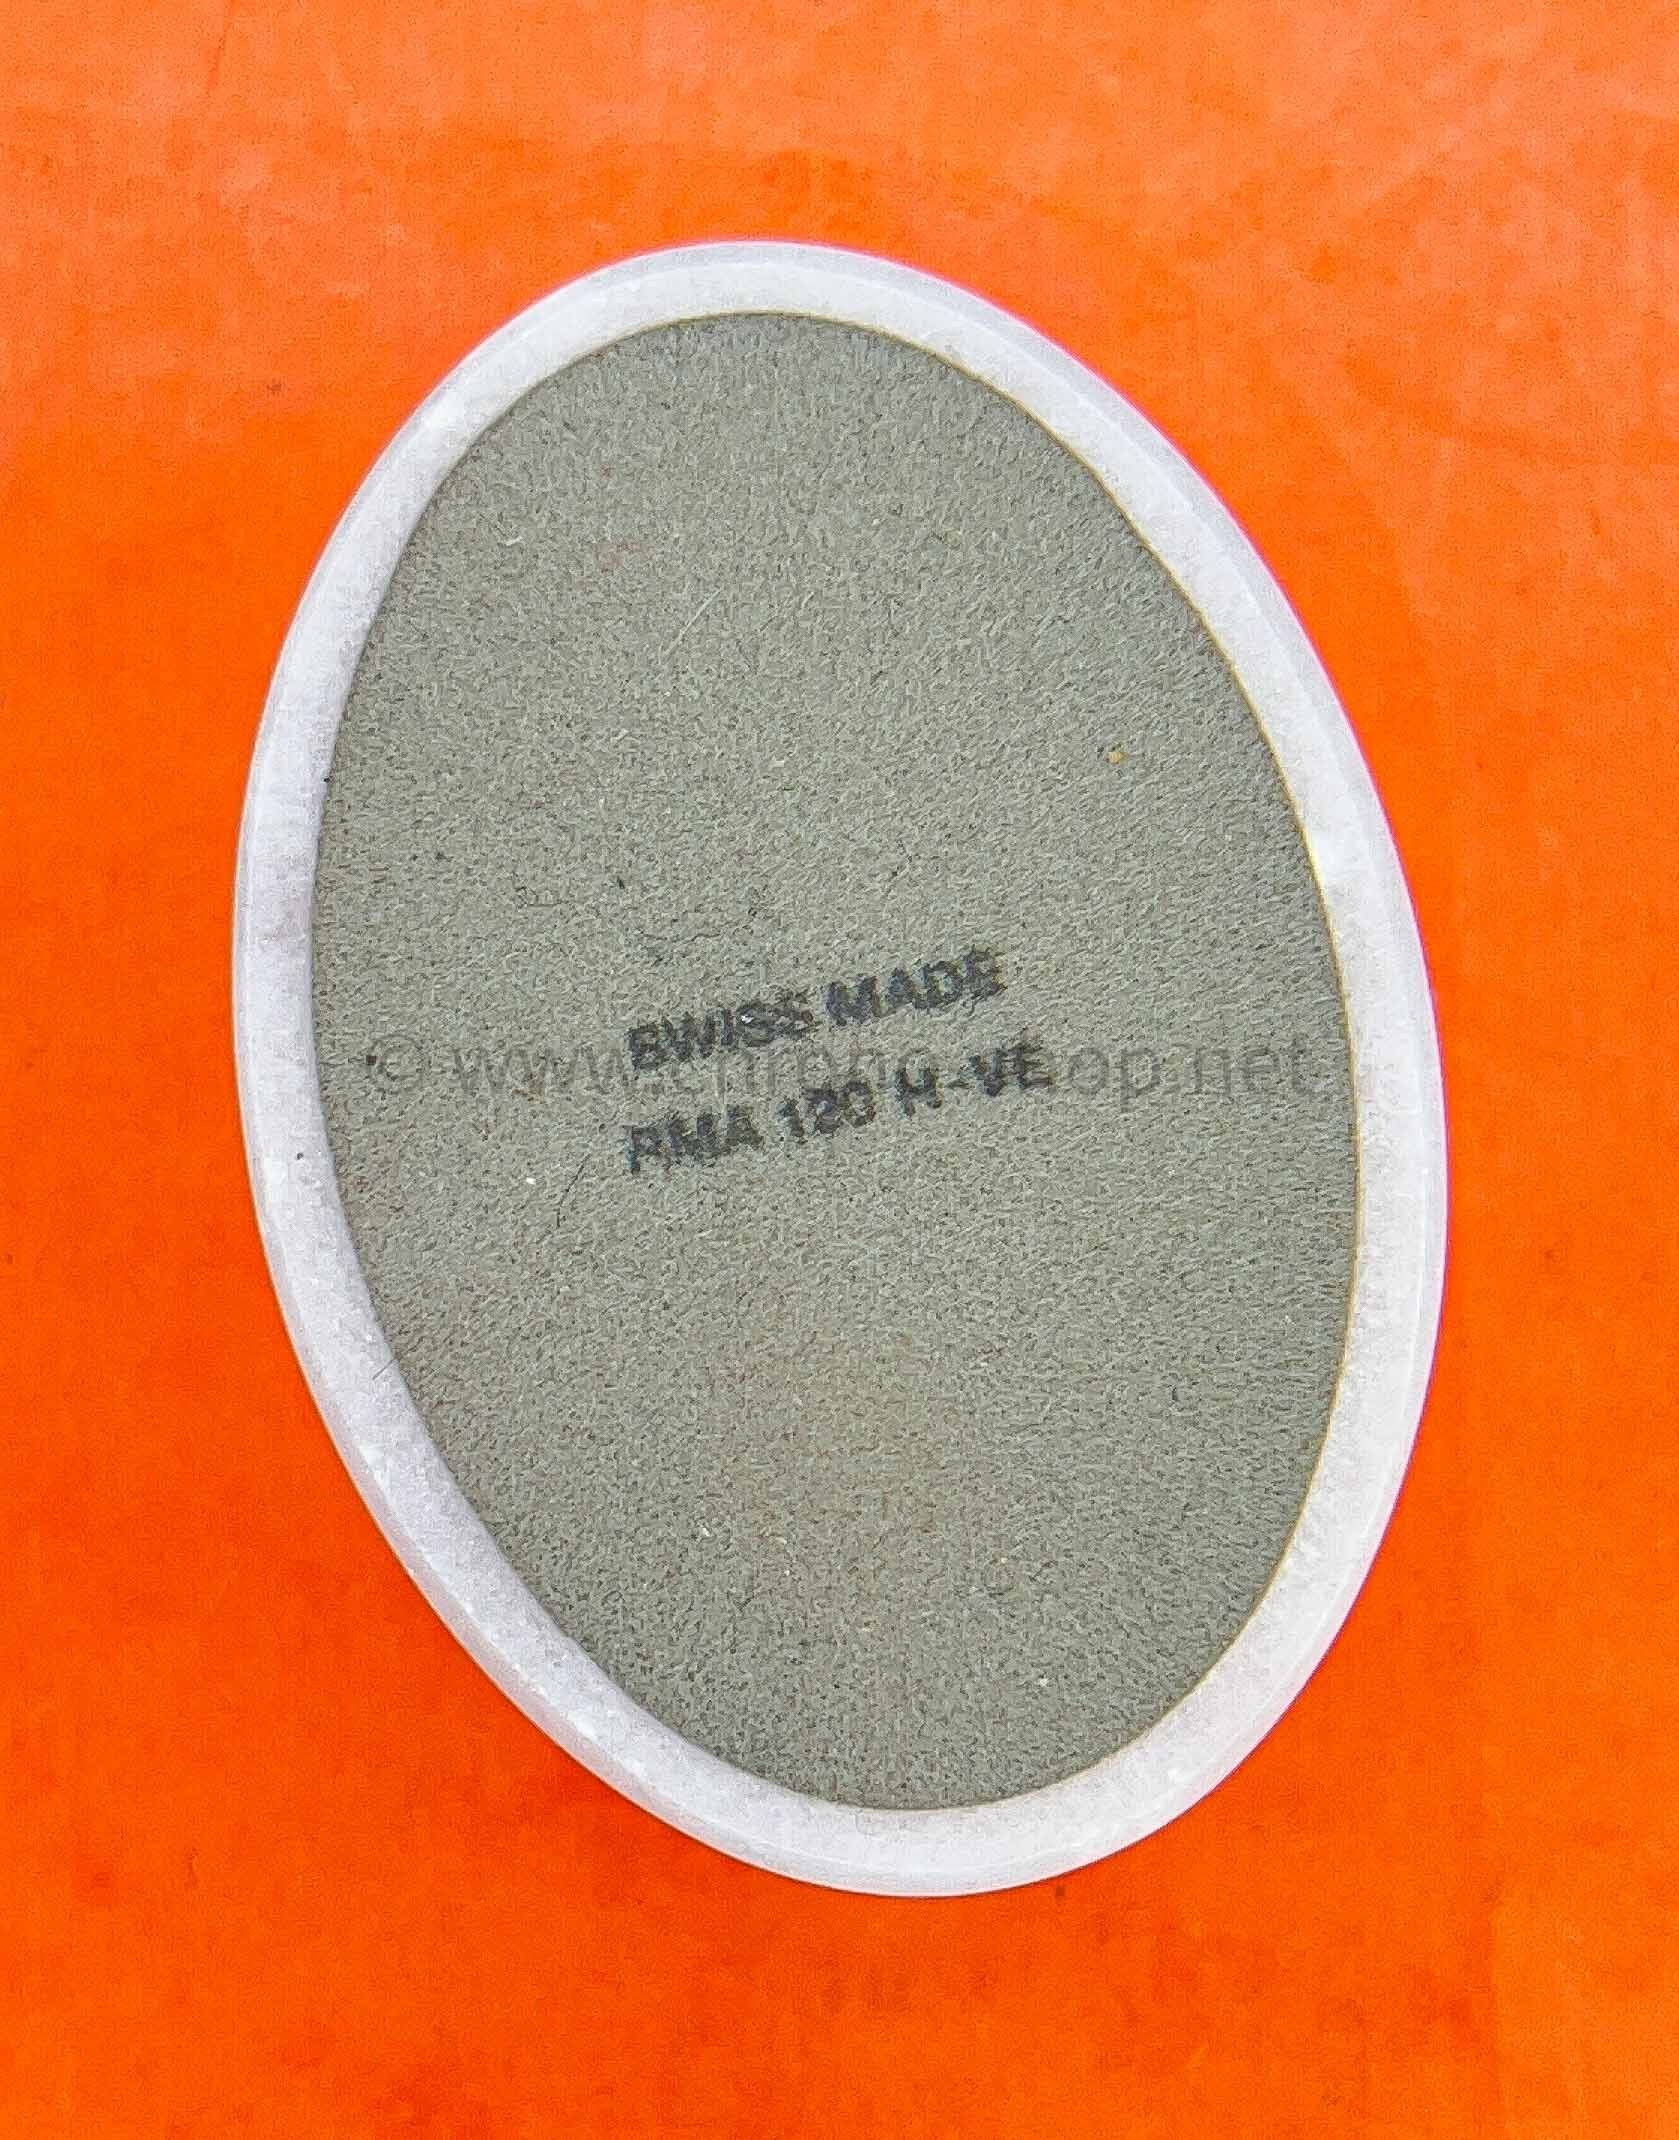 SWISS MADE
© www.chrono-shop.net
RMA 120 H-VE